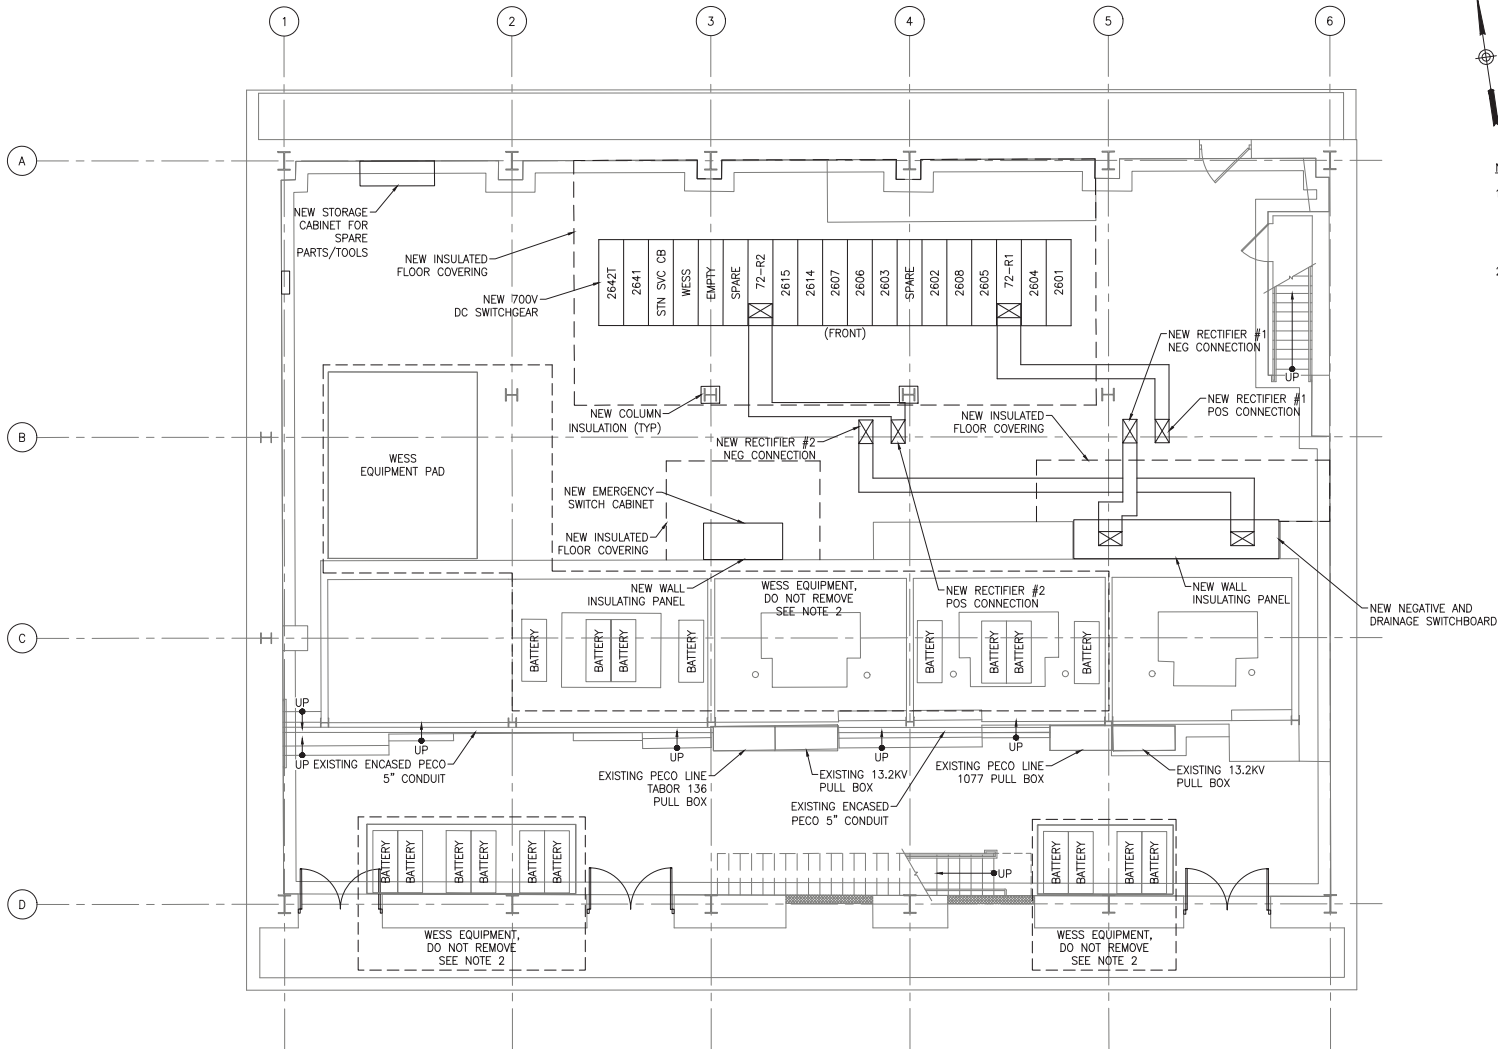 1
2
3
4
5
6
A
NEW STORAGE
CABINET FOR
SPARE
PARTS/TOOLS
NEW INSULATED
FLOOR COVERING
NEW 700V
DC SWITCHGEAR
2642T
2641
STN SVC CB
WESS
EMPTY
SPARE
72-R2
2615
2614
2607
2606
2603
SPARE
2602
2608
2605
72-R1
2604
2601
(FRONT)
NEW RECTIFIER #1
NEG CONNECTION
UP
NEW RECTIFIER #1
POS CONNECTION
NEW COLUMN
INSULATION (TYP)
NEW INSULATED
FLOOR COVERING
B
NEW RECTIFIER #2
NEG CONNECTION
WESS
EQUIPMENT PAD
NEW EMERGENCY
SWITCH CABINET
NEW INSULATED
FLOOR COVERING
NEW WALL
INSULATING PANEL
WESS EQUIPMENT,
DO NOT REMOVE
SEE NOTE 2
NEW RECTIFIER #2
POS CONNECTION
NEW WALL
INSULATING PANEL
NEW NEGATIVE AND
DRAINAGE SWITCHBOARD
C
BATTERY
BATTERY
BATTERY
BATTERY
BATTERY
BATTERY
BATTERY
BATTERY
UP
UP
UP
UP
UP
UP
EXISTING ENCASED PECO
5" CONDUIT
EXISTING PECO LINE
TABOR 136
PULL BOX
EXISTING 13.2KV
PULL BOX
EXISTING ENCASED
PECO 5" CONDUIT
EXISTING PECO LINE
1077 PULL BOX
EXISTING 13.2KV
PULL BOX
BATTERY
BATTERY
BATTERY
BATTERY
BATTERY
BATTERY
UP
BATTERY
BATTERY
BATTERY
BATTERY
D
WESS EQUIPMENT,
DO NOT REMOVE
SEE NOTE 2
WESS EQUIPMENT,
DO NOT REMOVE
SEE NOTE 2